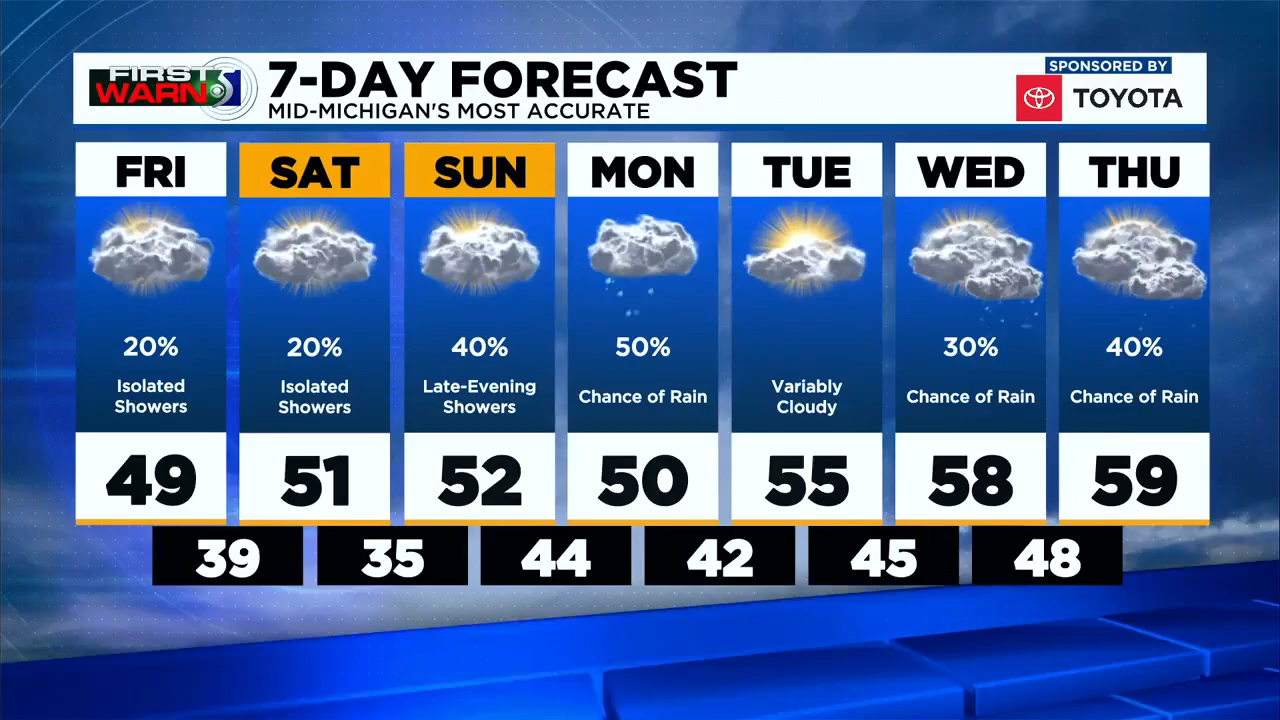 FIRST
WARN 5
7-DAY FORECAST
MID-MICHIGAN'S MOST ACCURATE
SPONSORED BY
TOYOTA
FRI
SAT
SUN
MON
TUE
WED
THU
20%
20%
40%
50%
30%
40%
Isolated
Showers
Isolated
Showers
Late-Evening
Showers
Chance of Rain
Variably
Cloudy
Chance of Rain
Chance of Rain
49
51
52
50
55
58
59
39
35
44
42
45
48